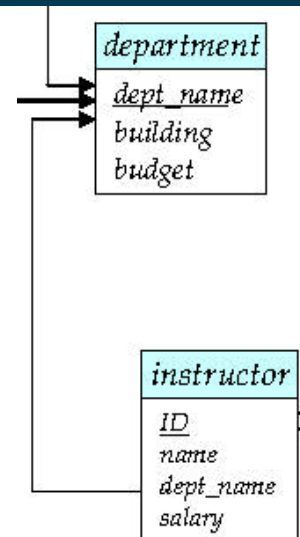 department
dept_name
building
budget
instructor
ID
name
dept_name
salary